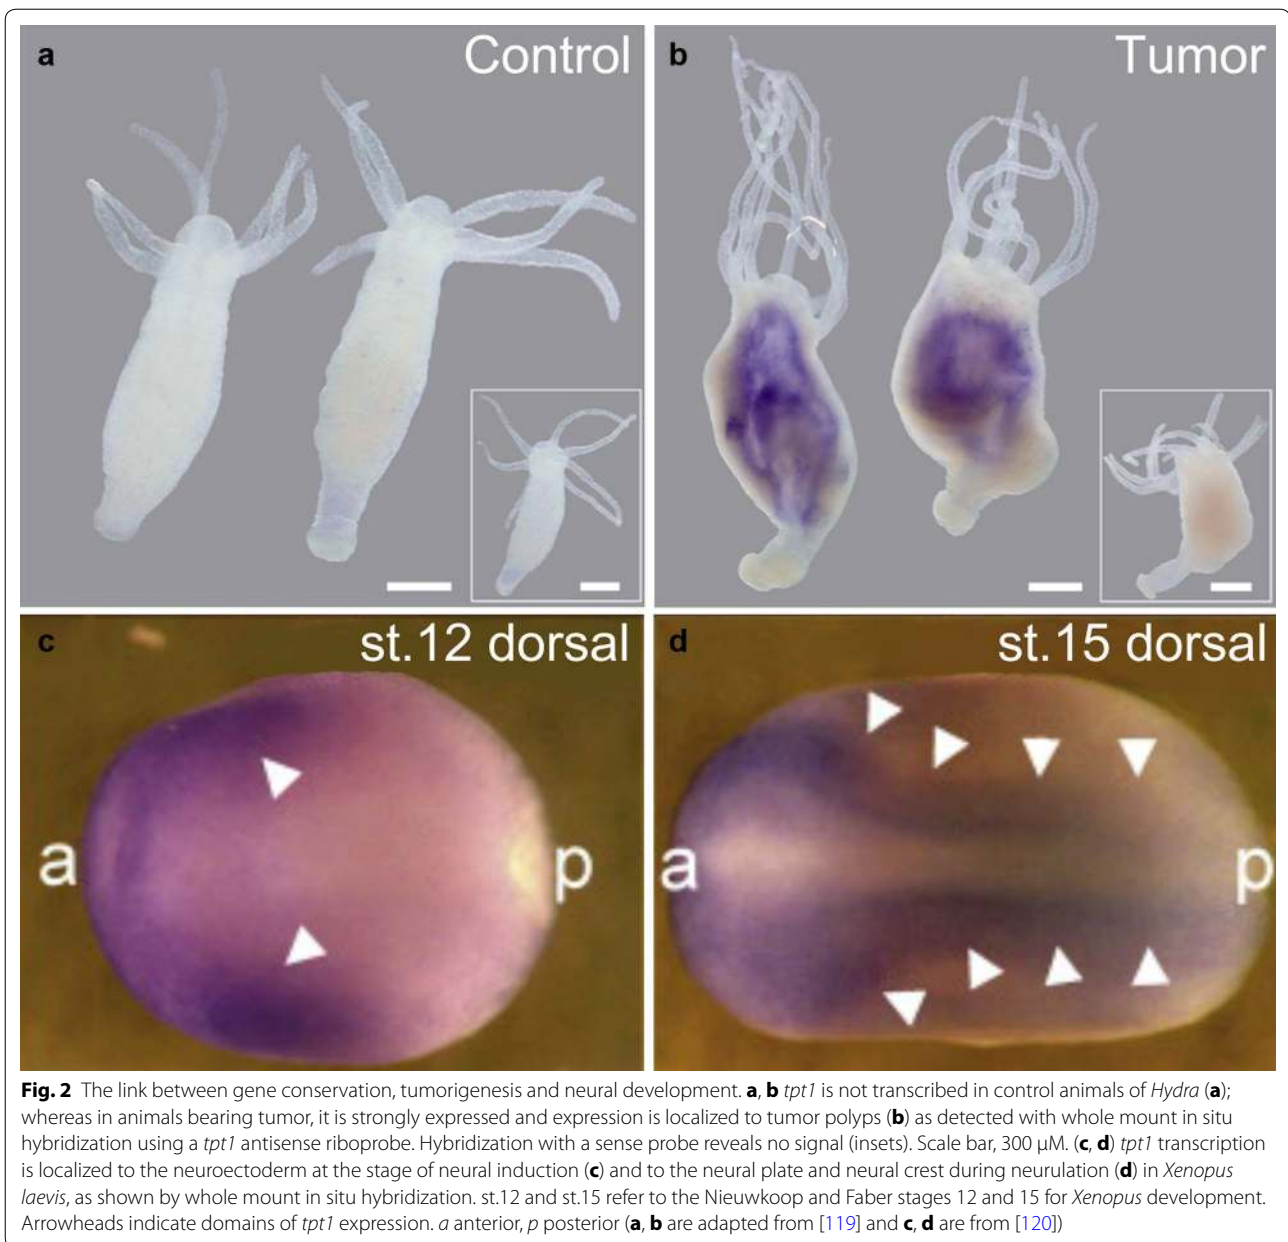 a
Control
b
Tumor
c
st.12 dorsal
a
p
d
st.15 dorsal
a
p
Fig. 2 The link between gene conservation, tumorigenesis and neural development. a, b tpt1 is not transcribed in control animals of Hydra (a);
whereas in animals bearing tumor, it is strongly expressed and expression is localized to tumor polyps (b) as detected with whole mount in situ
hybridization using a tpt1 antisense riboprobe. Hybridization with a sense probe reveals no signal (insets). Scale bar, 300 μM. (c, d) tpt1 transcription
is localized to the neuroectoderm at the stage of neural induction (c) and to the neural plate and neural crest during neurulation (d) in Xenopus
laevis, as shown by whole mount in situ hybridization. st.12 and st.15 refer to the Nieuwkoop and Faber stages 12 and 15 for Xenopus development.
Arrowheads indicate domains of tpt1 expression. a anterior, p posterior (a, b are adapted from [119] and c, d are from [120])